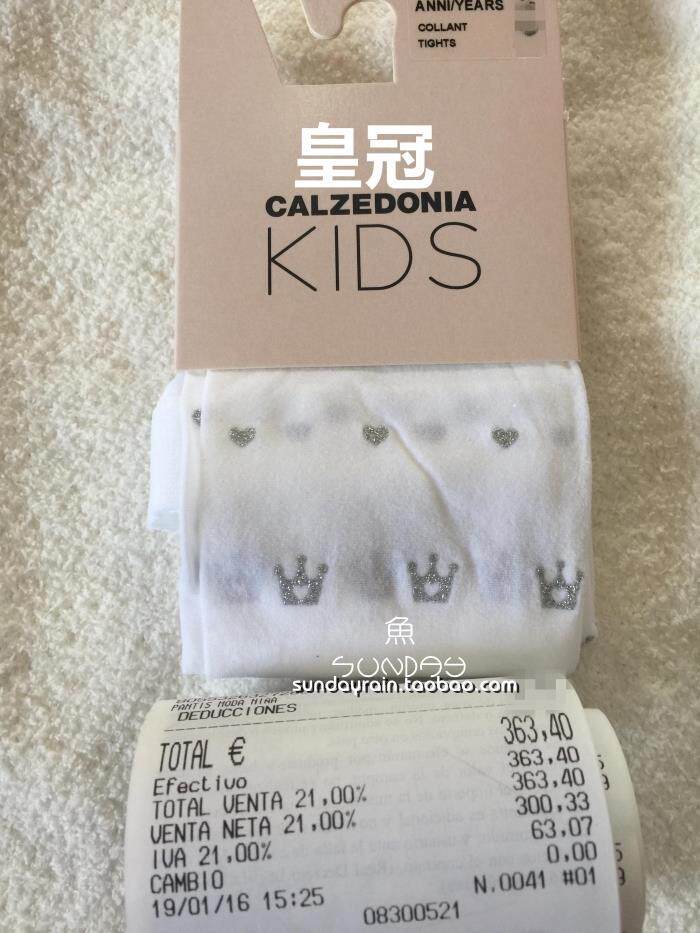 ANNI/YEARS
COLLANT
TIGHTS
皇冠
CALZEDONIA
KIDS
魚
SUNDAY
sundayrain.taobao.com
PANTIS MODA NIÑA
DEDUCCIONES
TOTAL € 363,40
Efectivo 363,40
TOTAL VENTA 21,00% 363,40
VENTA NETA 21,00% 300,33
IVA 21,00% 63,07
CAMBIO 0,00
19/01/16 15:25 N.0041 #01
08300521